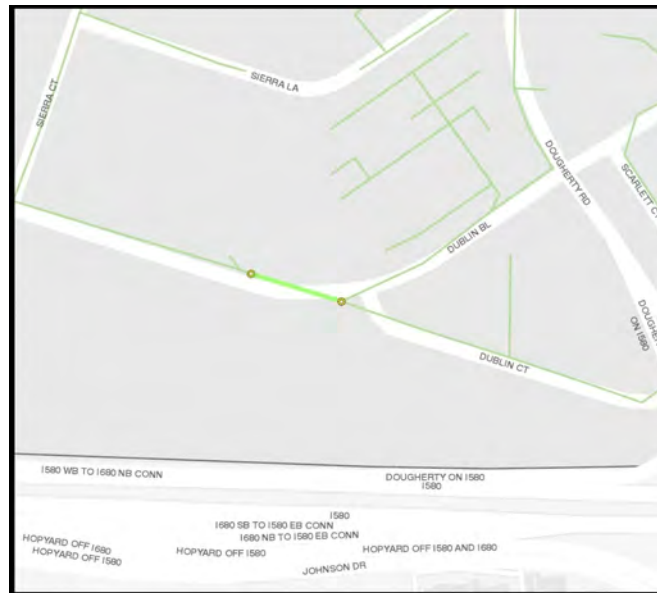 SIERRA LA
SIERRA CT
DOUGHERTY RD
SCARLETT C
DUBLIN BL
DOUGHER
ON I580
DUBLIN CT
I580 WB TO I680 NB CONN
DOUGHERTY ON I580
I580
I580
I680 SB TO I580 EB CONN
I680 NB TO I580 EB CONN
HOPYARD OFF I680
HOPYARD OFF I580
HOPYARD OFF I580
HOPYARD OFF I580 AND I680
JOHNSON DR